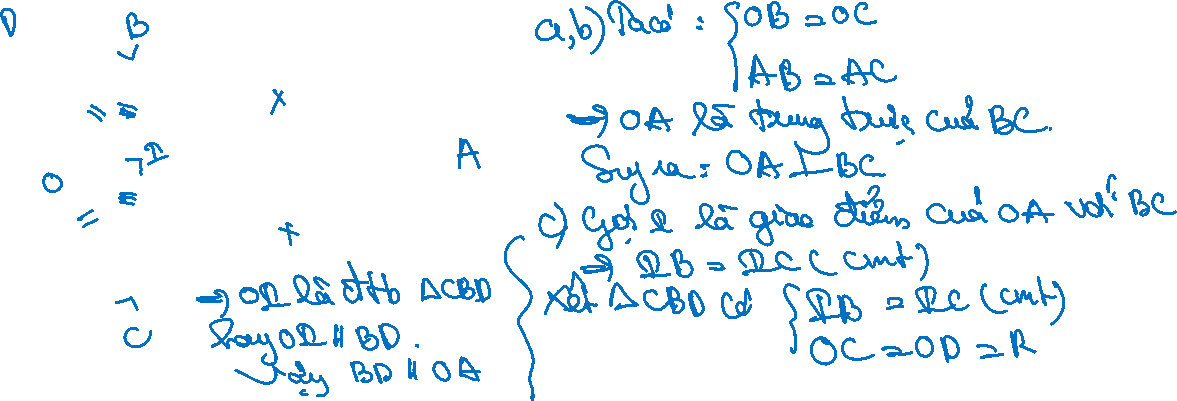 D
B
I
A
O
C
a,b) Ta có : { OB = OC
AB = AC
→ OA là trung trực của BC.
Suy ra: OA ⊥ BC
c) Gọi I là giao điểm của OA với BC
→ IB = IC (cmt)
Xét ΔCBD có { IB = IC (cmt)
OC = OD = R
→ OI là đtb ΔCBD
hay OI // BD.
Vậy BD // OA